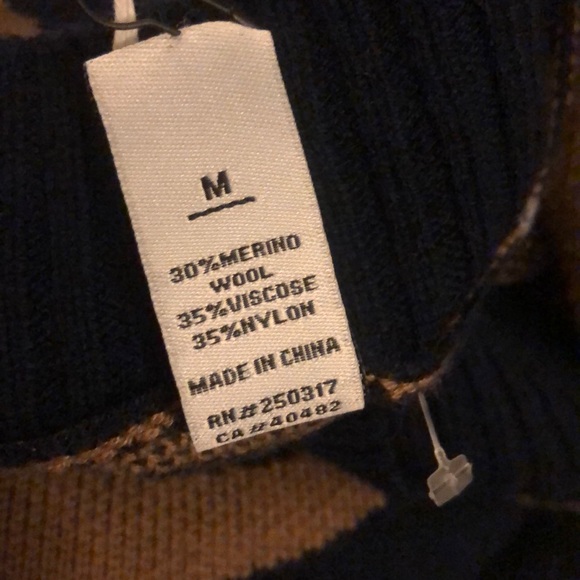 M
30%MERINO
WOOL
35%VISCOSE
35%NYLON
MADE IN CHINA
RN#250317
CA#40482